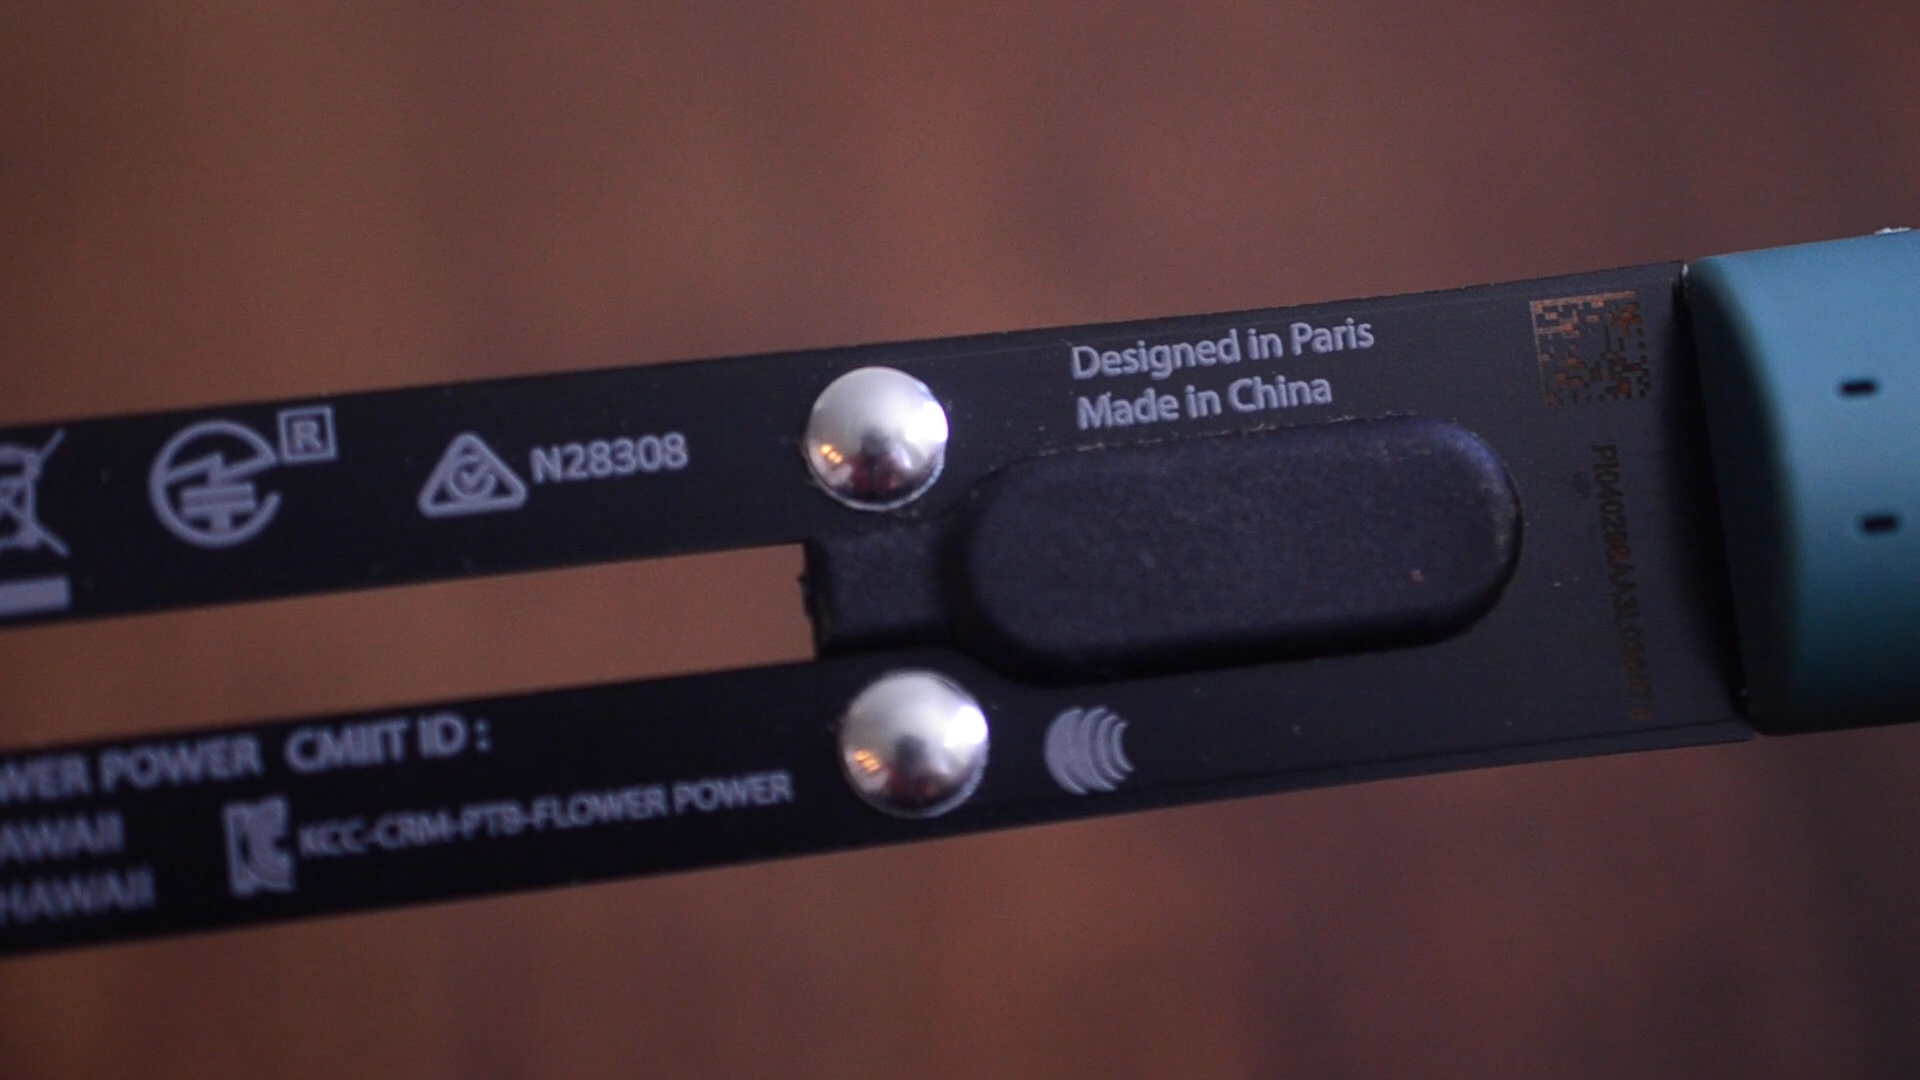 Designed in Paris
Made in China
R
N28308
WER POWER CMIIT ID :
AWAII
KCC-CRM-PTB-FLOWER POWER
HAWAII